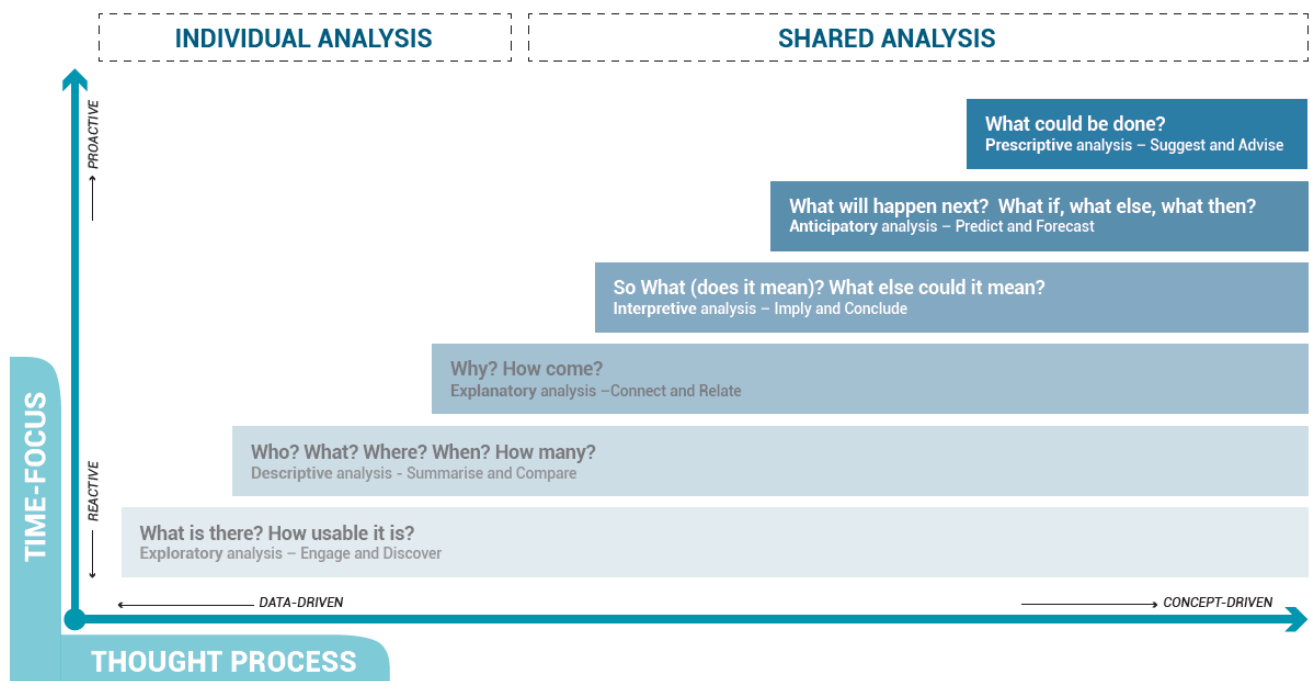 INDIVIDUAL ANALYSIS
SHARED ANALYSIS
PROACTIVE
What could be done?
Prescriptive analysis – Suggest and Advise
What will happen next?  What if, what else, what then?
Anticipatory analysis – Predict and Forecast
So What (does it mean)? What else could it mean?
Interpretive analysis – Imply and Conclude
Why? How come?
Explanatory analysis –Connect and Relate
TIME-FOCUS
REACTIVE
Who? What? Where? When? How many?
Descriptive analysis - Summarise and Compare
What is there? How usable it is?
Exploratory analysis – Engage and Discover
DATA-DRIVEN
CONCEPT-DRIVEN
THOUGHT PROCESS